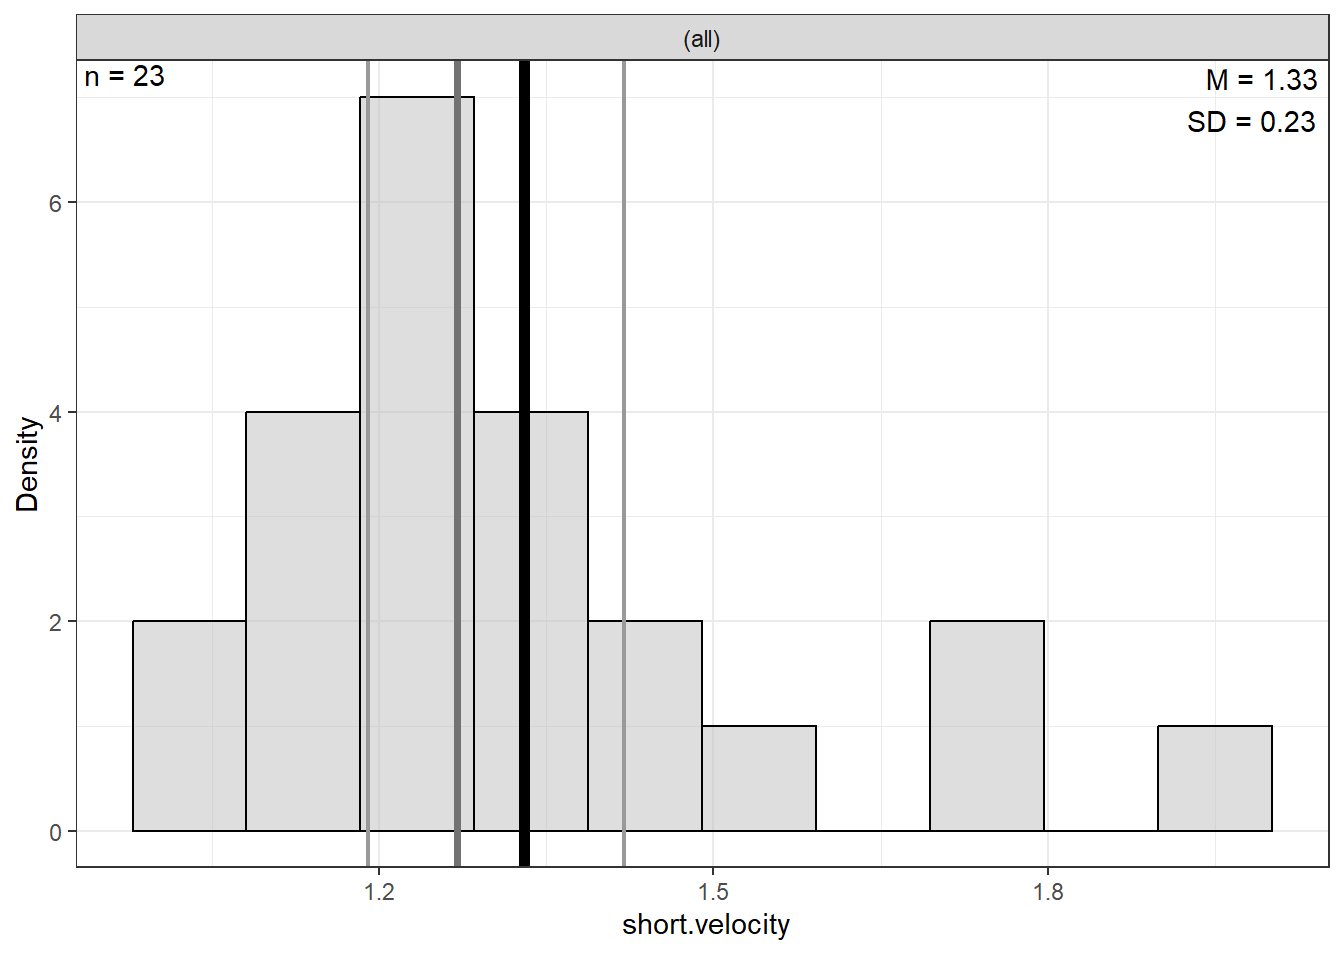 (all)
n = 23
M = 1.33
SD = 0.23
6
4
2
0
Density
1.2
1.5
1.8
short.velocity